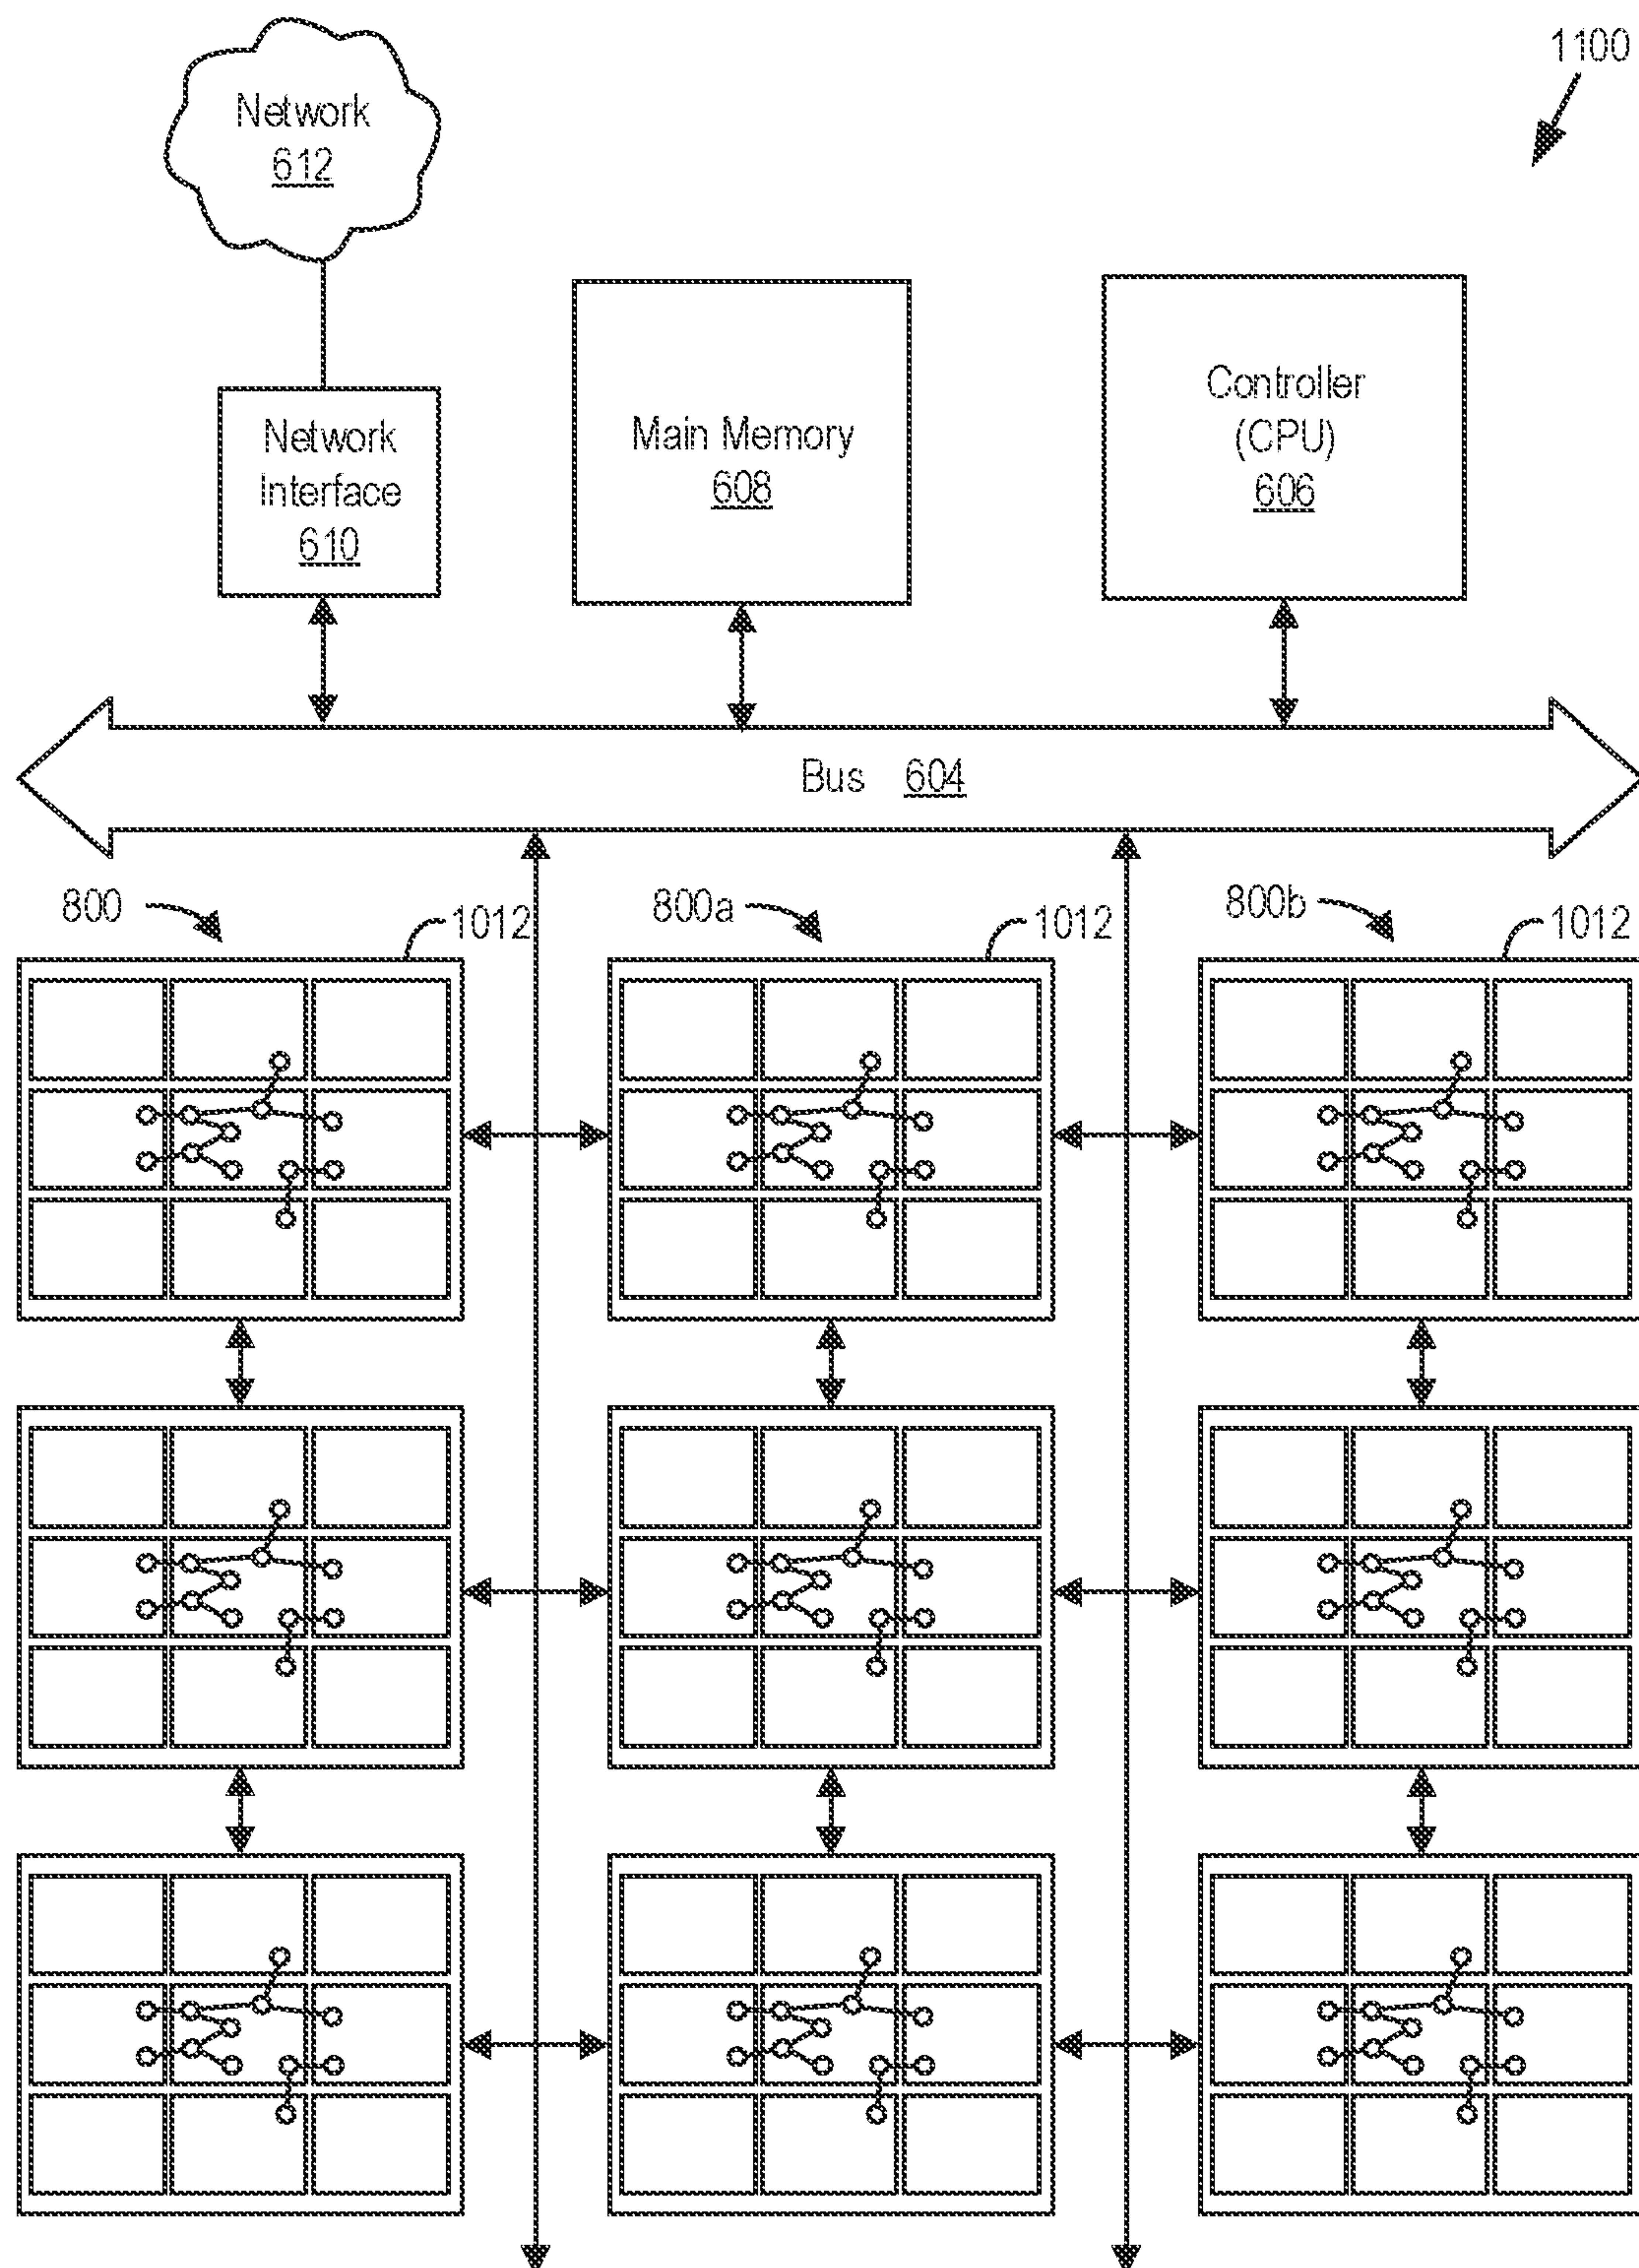 1100
Network
612
Network
Interface
610
Main Memory
608
Controller
(CPU)
606
Bus 604
800
1012
800a
1012
800b
1012